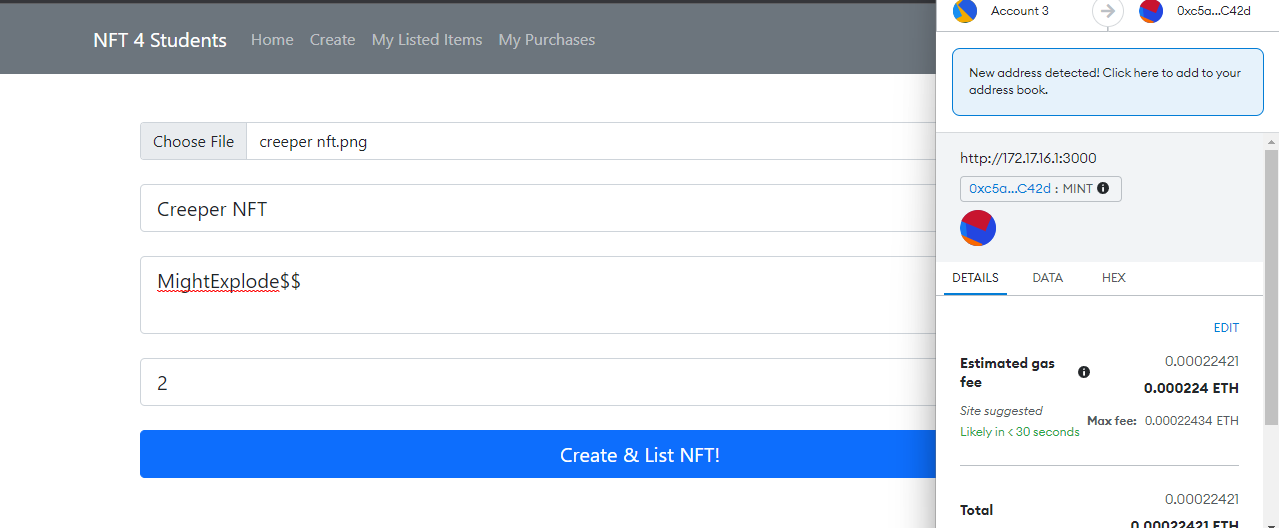 NFT 4 Students Home Create My Listed Items My Purchases
Choose File creeper nft.png
Creeper NFT
MightExplode$$
2
Create & List NFT!
Account 3 0xc5a...C42d
New address detected! Click here to add to your
address book.
http://172.17.16.1:3000
0xc5a...C42d : MINT
DETAILS DATA HEX
EDIT
Estimated gas
fee
0.00022421
0.000224 ETH
Site suggested
Likely in < 30 seconds
Max fee: 0.00022434 ETH
Total
0.00022421
0.00022421 ETH